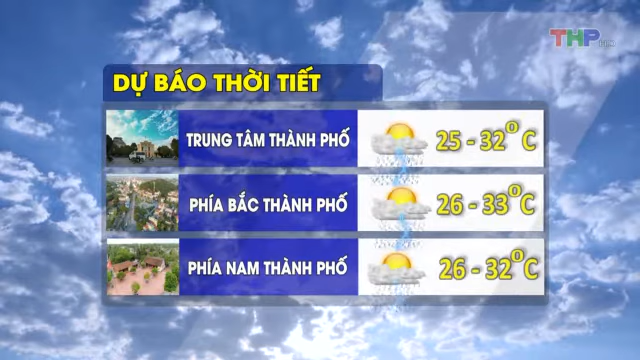 THP
DỰ BÁO THỜI TIẾT
TRUNG TÂM THÀNH PHỐ 25 - 32°C
PHÍA BẮC THÀNH PHỐ 26 - 33°C
PHÍA NAM THÀNH PHỐ 26 - 32°C